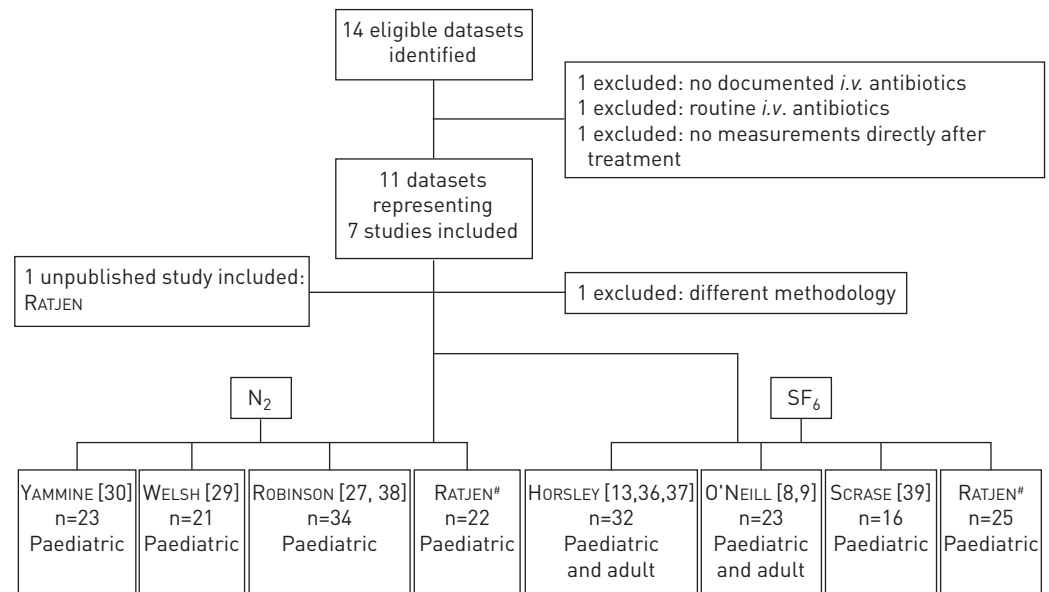 14 eligible datasets
identified
1 excluded: no documented i.v. antibiotics
1 excluded: routine i.v. antibiotics
1 excluded: no measurements directly after
treatment
11 datasets
representing
7 studies included
1 unpublished study included:
RATJEN
1 excluded: different methodology
N₂
SF₆
YAMMINE [30]
n=23
Paediatric
WELSH [29]
n=21
Paediatric
ROBINSON [27, 38]
n=34
Paediatric
RATJEN#
n=22
Paediatric
HORSLEY [13,36,37]
n=32
Paediatric
and adult
O'NEILL [8,9]
n=23
Paediatric
and adult
SCRASE [39]
n=16
Paediatric
RATJEN#
n=25
Paediatric